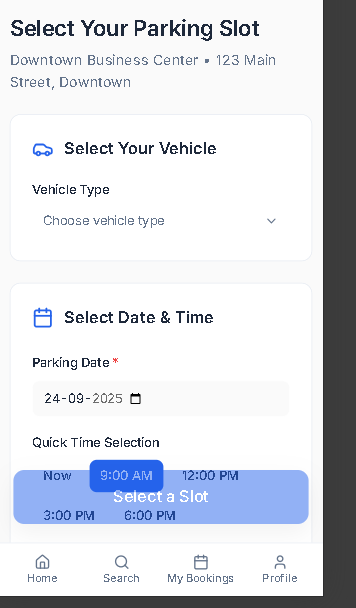 Select Your Parking Slot
Downtown Business Center • 123 Main
Street, Downtown
Select Your Vehicle
Vehicle Type
Choose vehicle type
Select Date & Time
Parking Date *
24-09-2025
Quick Time Selection
Now 9:00 AM 12:00 PM
Select a Slot
3:00 PM 6:00 PM
Home Search My Bookings Profile